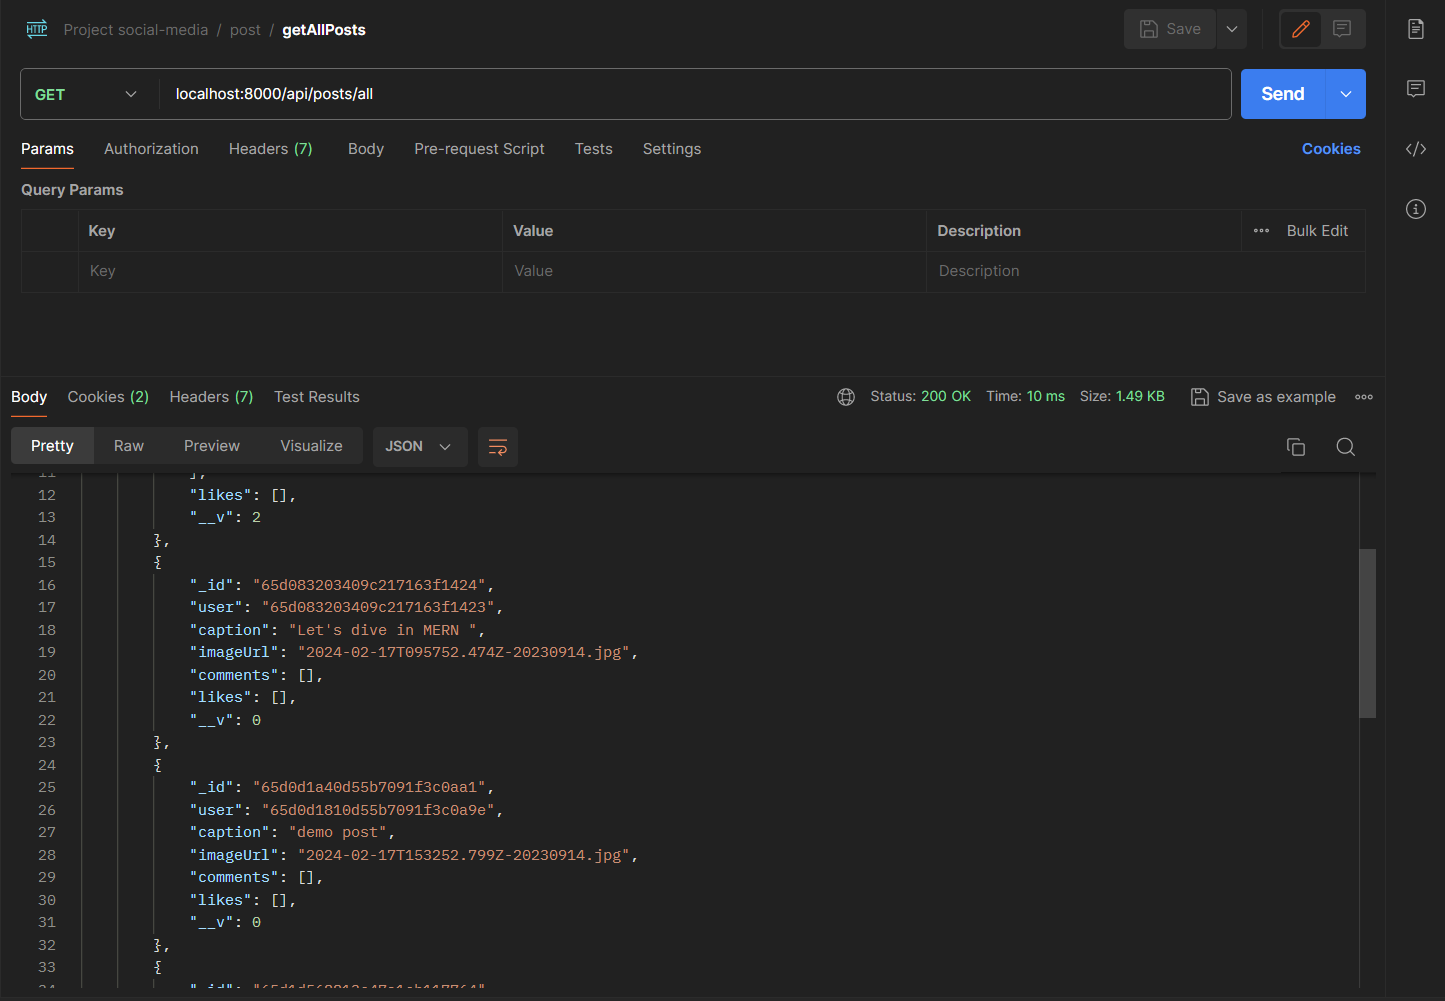 HTTP Project social-media / post / getAllPosts Save
GET localhost:8000/api/posts/all Send
Params Authorization Headers (7) Body Pre-request Script Tests Settings Cookies
Query Params
Key Value Description Bulk Edit
Key Value Description
Body Cookies (2) Headers (7) Test Results Status: 200 OK Time: 10 ms Size: 1.49 KB Save as example
Pretty Raw Preview Visualize JSON
11 ],
12 "likes": [],
13 "__v": 2
14 },
15 {
16 "_id": "65d083203409c217163f1424",
17 "user": "65d083203409c217163f1423",
18 "caption": "Let's dive in MERN ",
19 "imageUrl": "2024-02-17T095752.474Z-20230914.jpg",
20 "comments": [],
21 "likes": [],
22 "__v": 0
23 },
24 {
25 "_id": "65d0d1a40d55b7091f3c0aa1",
26 "user": "65d0d1810d55b7091f3c0a9e",
27 "caption": "demo post",
28 "imageUrl": "2024-02-17T153252.799Z-20230914.jpg",
29 "comments": [],
30 "likes": [],
31 "__v": 0
32 },
33 {
34 "_id":